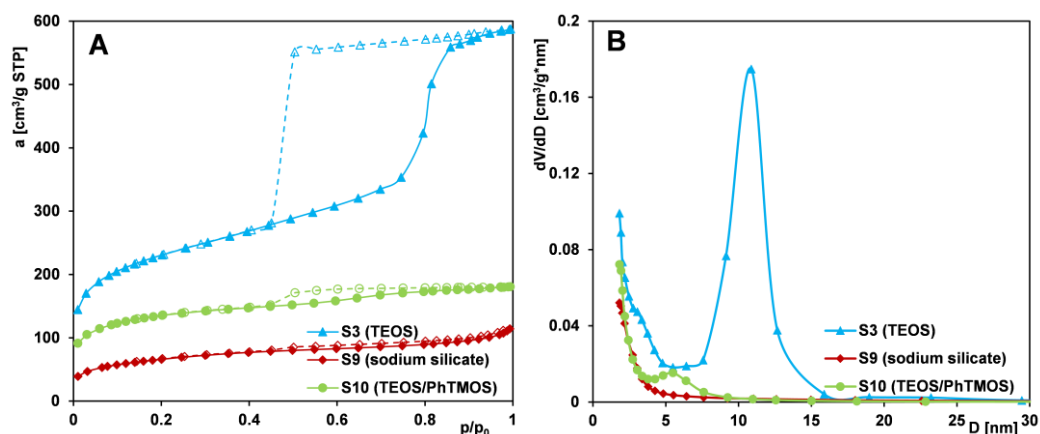 A
a [cm³/g STP]
600
500
400
300
200
100
0
0
0.2
0.4
0.6
0.8
1
p/p₀
S3 (TEOS)
S9 (sodium silicate)
S10 (TEOS/PhTMOS)
B
dV/dD [cm³/g*nm]
0.2
0.16
0.12
0.08
0.04
0
0
5
10
15
20
25
30
D [nm]
S3 (TEOS)
S9 (sodium silicate)
S10 (TEOS/PhTMOS)